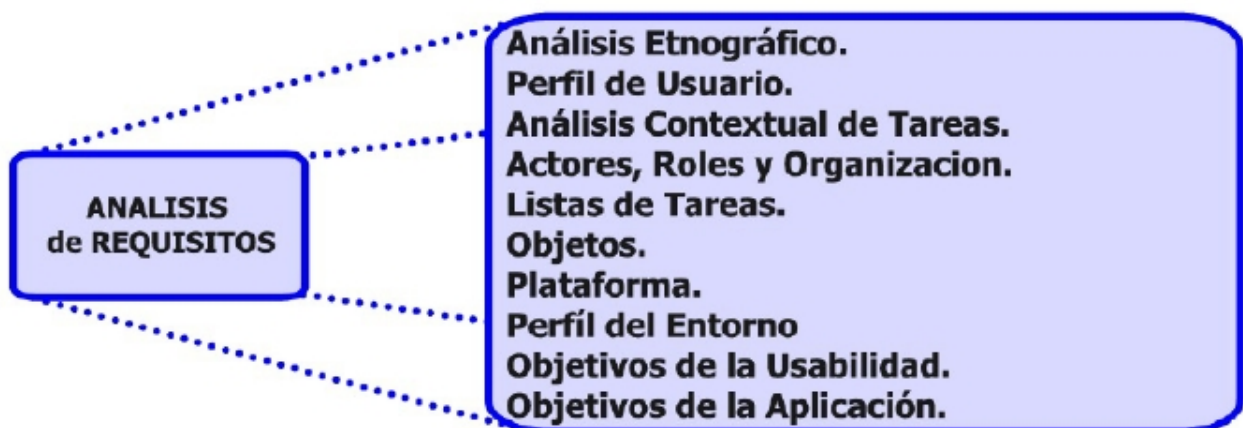 ANALISIS
de REQUISITOS
Análisis Etnográfico.
Perfil de Usuario.
Análisis Contextual de Tareas.
Actores, Roles y Organizacion.
Listas de Tareas.
Objetos.
Plataforma.
Perfíl del Entorno
Objetivos de la Usabilidad.
Objetivos de la Aplicación.